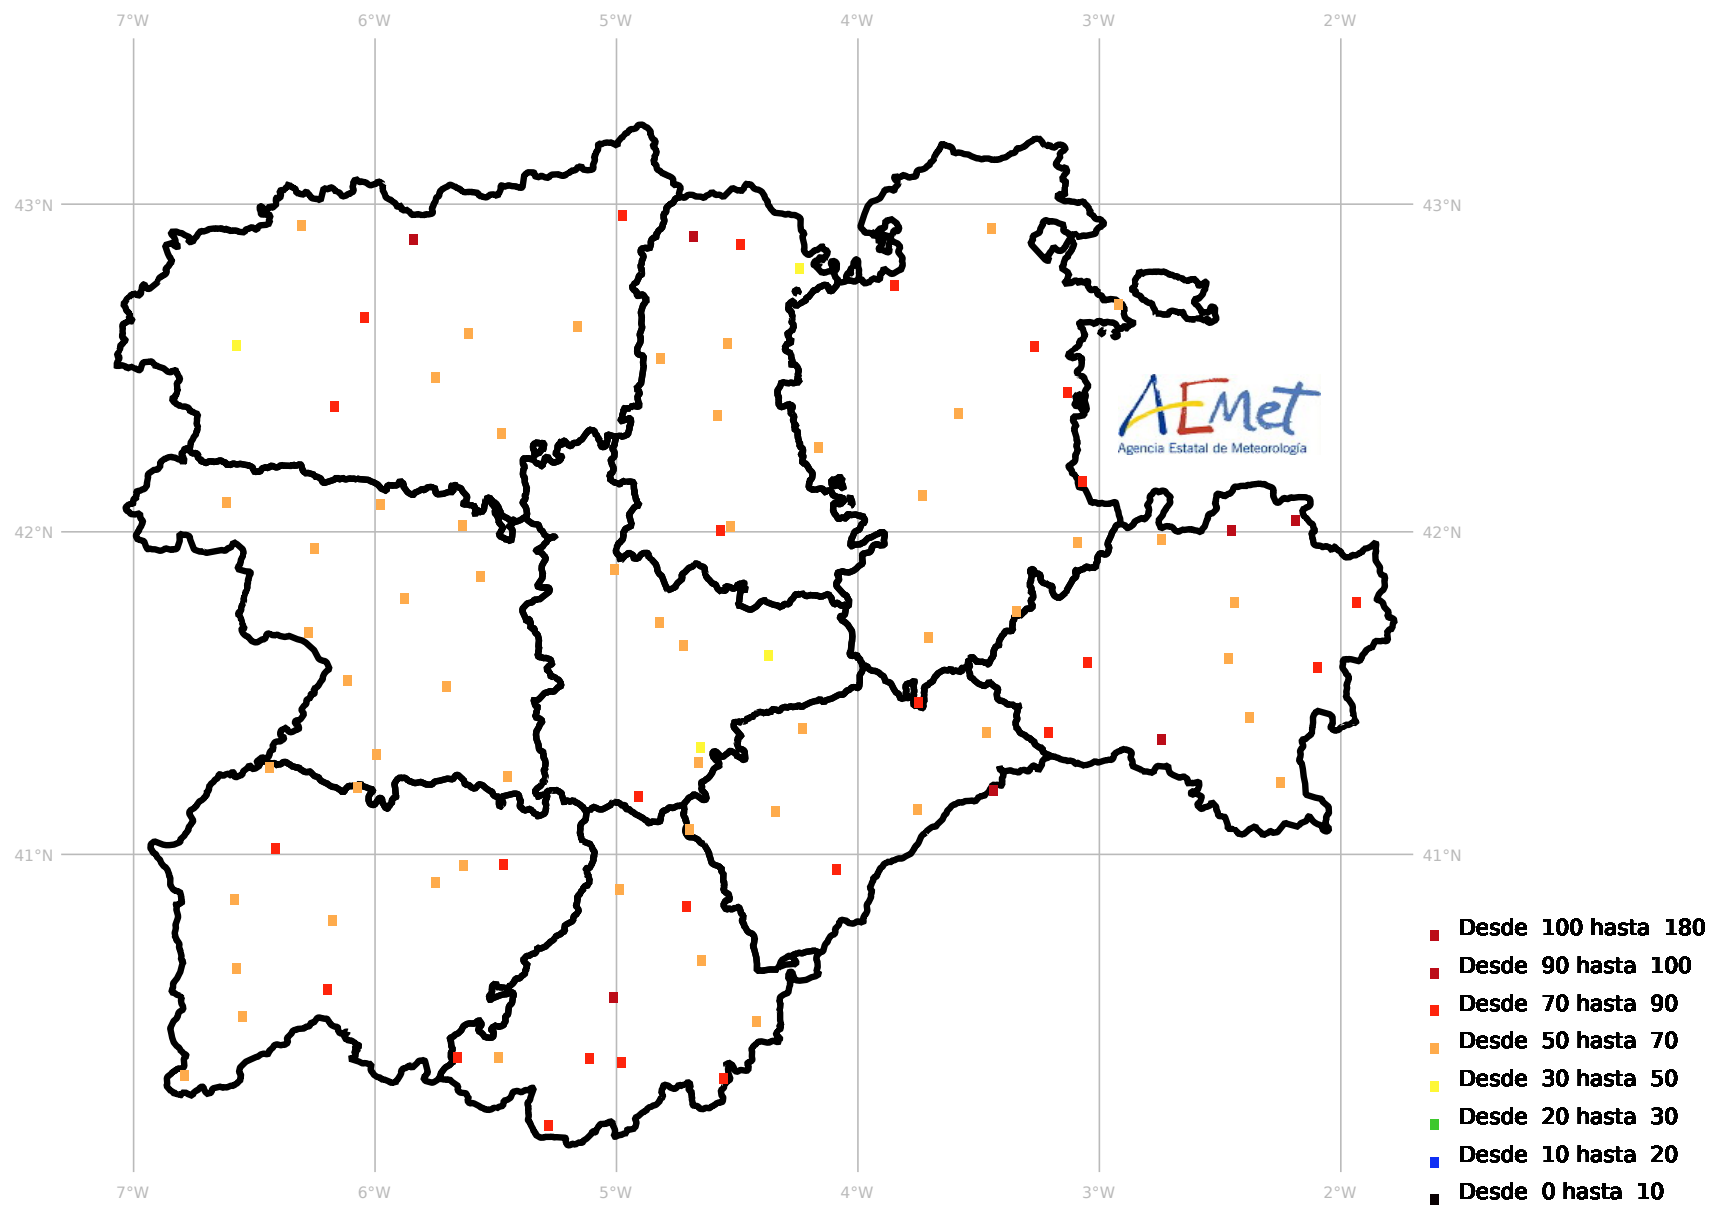 7°W 6°W 5°W 4°W 3°W 2°W
43°N 43°N
AEMet
Agencia Estatal de Meteorología
42°N 42°N
41°N 41°N
Desde 100 hasta 180
Desde 90 hasta 100
Desde 70 hasta 90
Desde 50 hasta 70
Desde 30 hasta 50
Desde 20 hasta 30
Desde 10 hasta 20
Desde 0 hasta 10
7°W 6°W 5°W 4°W 3°W 2°W